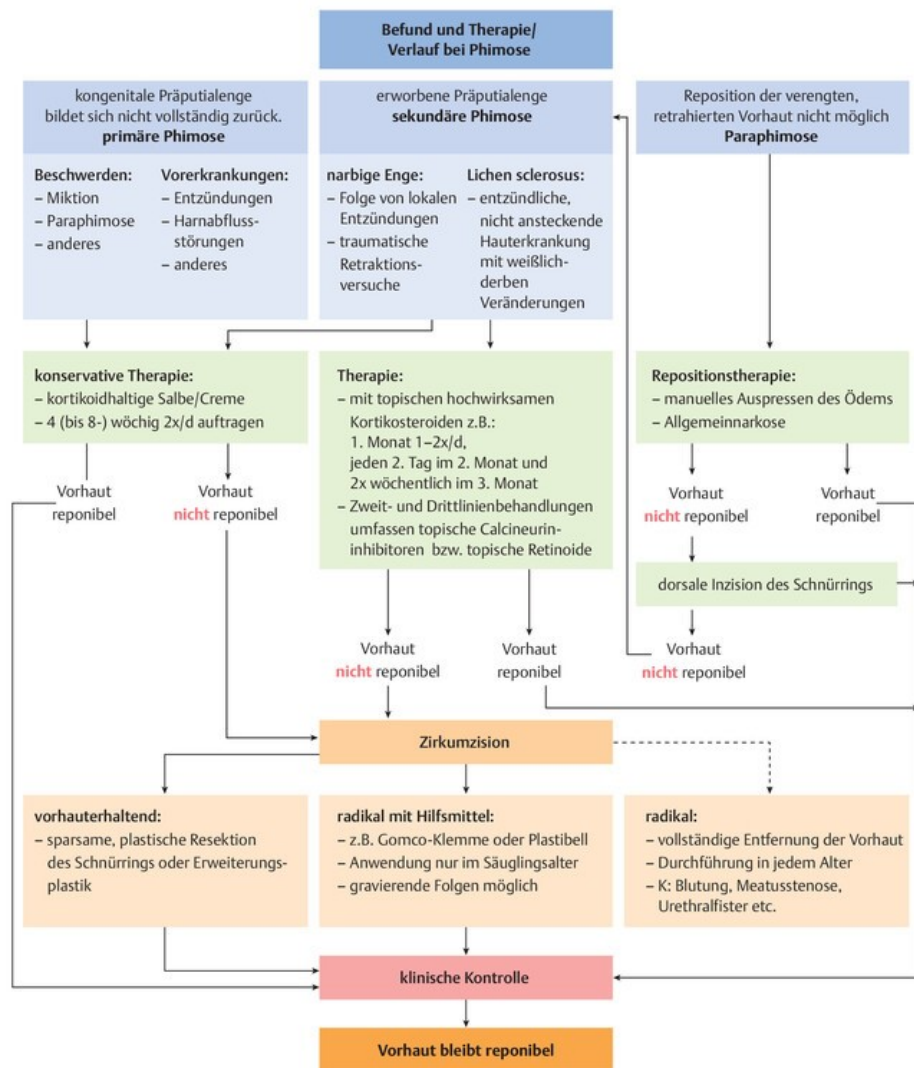 Befund und Therapie/
Verlauf bei Phimose
kongenitale Präputialenge
bildet sich nicht vollständig zurück.
primäre Phimose
Beschwerden:
– Miktion
– Paraphimose
– anderes
Vorerkrankungen:
– Entzündungen
– Harnabfluss-
störungen
– anderes
erworbene Präputialenge
sekundäre Phimose
narbige Enge:
– Folge von lokalen
Entzündungen
– traumatische
Retraktions-
versuche
Lichen sclerosus:
– entzündliche,
nicht ansteckende
Hauterkrankung
mit weißlich-
derben
Veränderungen
Reposition der verengten,
retrahierten Vorhaut nicht möglich
Paraphimose
konservative Therapie:
– kortikoidhaltige Salbe/Creme
– 4 (bis 8-) wöchig 2x/d auftragen
Vorhaut
reponibel
Vorhaut
nicht reponibel
Therapie:
– mit topischen hochwirksamen
Kortikosteroiden z.B.:
1. Monat 1–2x/d,
jeden 2. Tag im 2. Monat und
2x wöchentlich im 3. Monat
– Zweit- und Drittlinienbehandlungen
umfassen topische Calcineurin-
inhibitoren bzw. topische Retinoide
Vorhaut
nicht reponibel
Vorhaut
reponibel
Repositionstherapie:
– manuelles Auspressen des Ödems
– Allgemeinnarkose
Vorhaut
nicht reponibel
Vorhaut
reponibel
dorsale Inzision des Schnürrings
Vorhaut
nicht reponibel
Zirkumzision
vorhauterhaltend:
– sparsame, plastische Resektion
des Schnürrings oder Erweiterungs-
plastik
radikal mit Hilfsmittel:
– z.B. Gomco-Klemme oder Plastibell
– Anwendung nur im Säuglingsalter
– gravierende Folgen möglich
radikal:
– vollständige Entfernung der Vorhaut
– Durchführung in jedem Alter
– K: Blutung, Meatusstenose,
Urethralfister etc.
klinische Kontrolle
Vorhaut bleibt reponibel